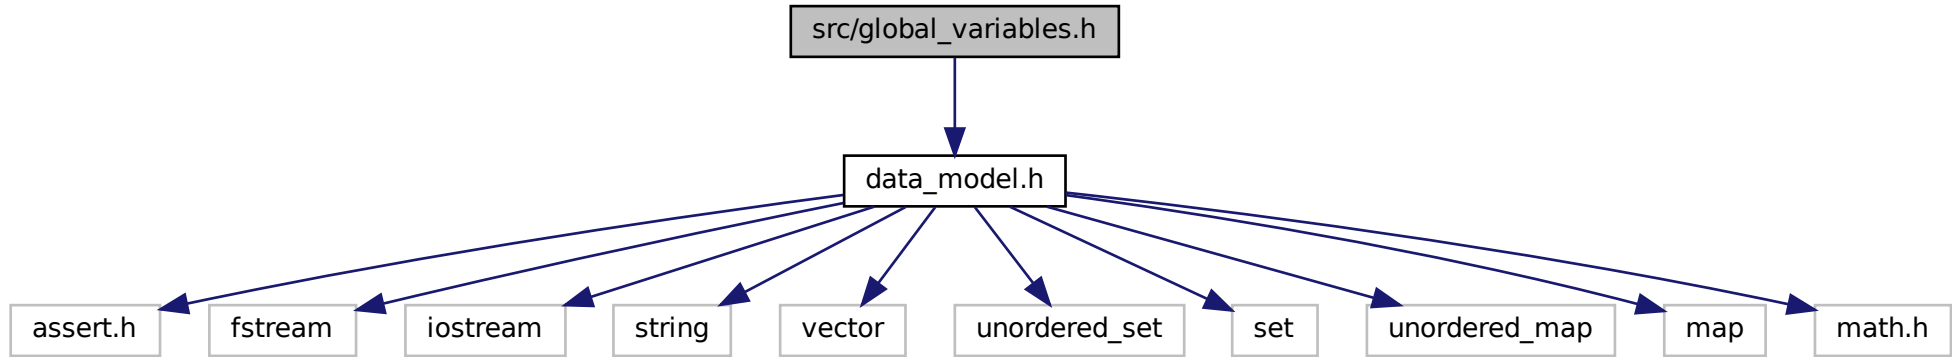 src/global_variables.h
data_model.h
assert.h
fstream
iostream
string
vector
unordered_set
set
unordered_map
map
math.h